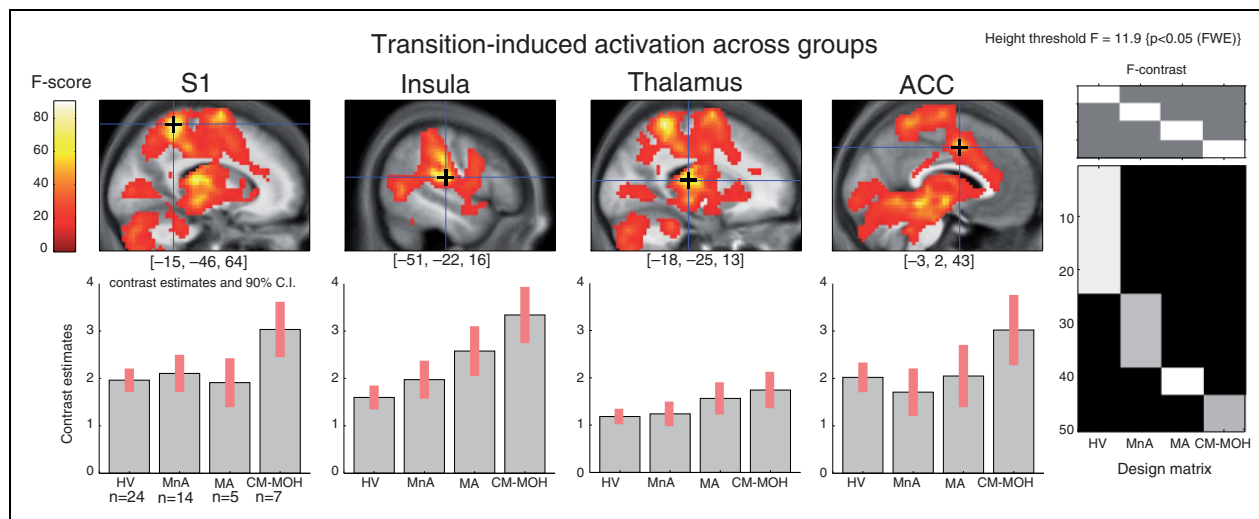 Transition-induced activation across groups
Height threshold F = 11.9 {p<0.05 (FWE)}
F-score
S1
Insula
Thalamus
ACC
F-contrast
80
60
40
20
0
[−15, −46, 64]
[−51, −22, 16]
[−18, −25, 13]
[−3, 2, 43]
contrast estimates and 90% C.I.
Contrast estimates
4
3
2
1
0
HV MnA MA CM-MOH
n=24 n=14 n=5 n=7
4
3
2
1
0
HV MnA MA CM-MOH
4
3
2
1
0
HV MnA MA CM-MOH
4
3
2
1
0
HV MnA MA CM-MOH
10
20
30
40
50
HV MnA MA CM-MOH
Design matrix